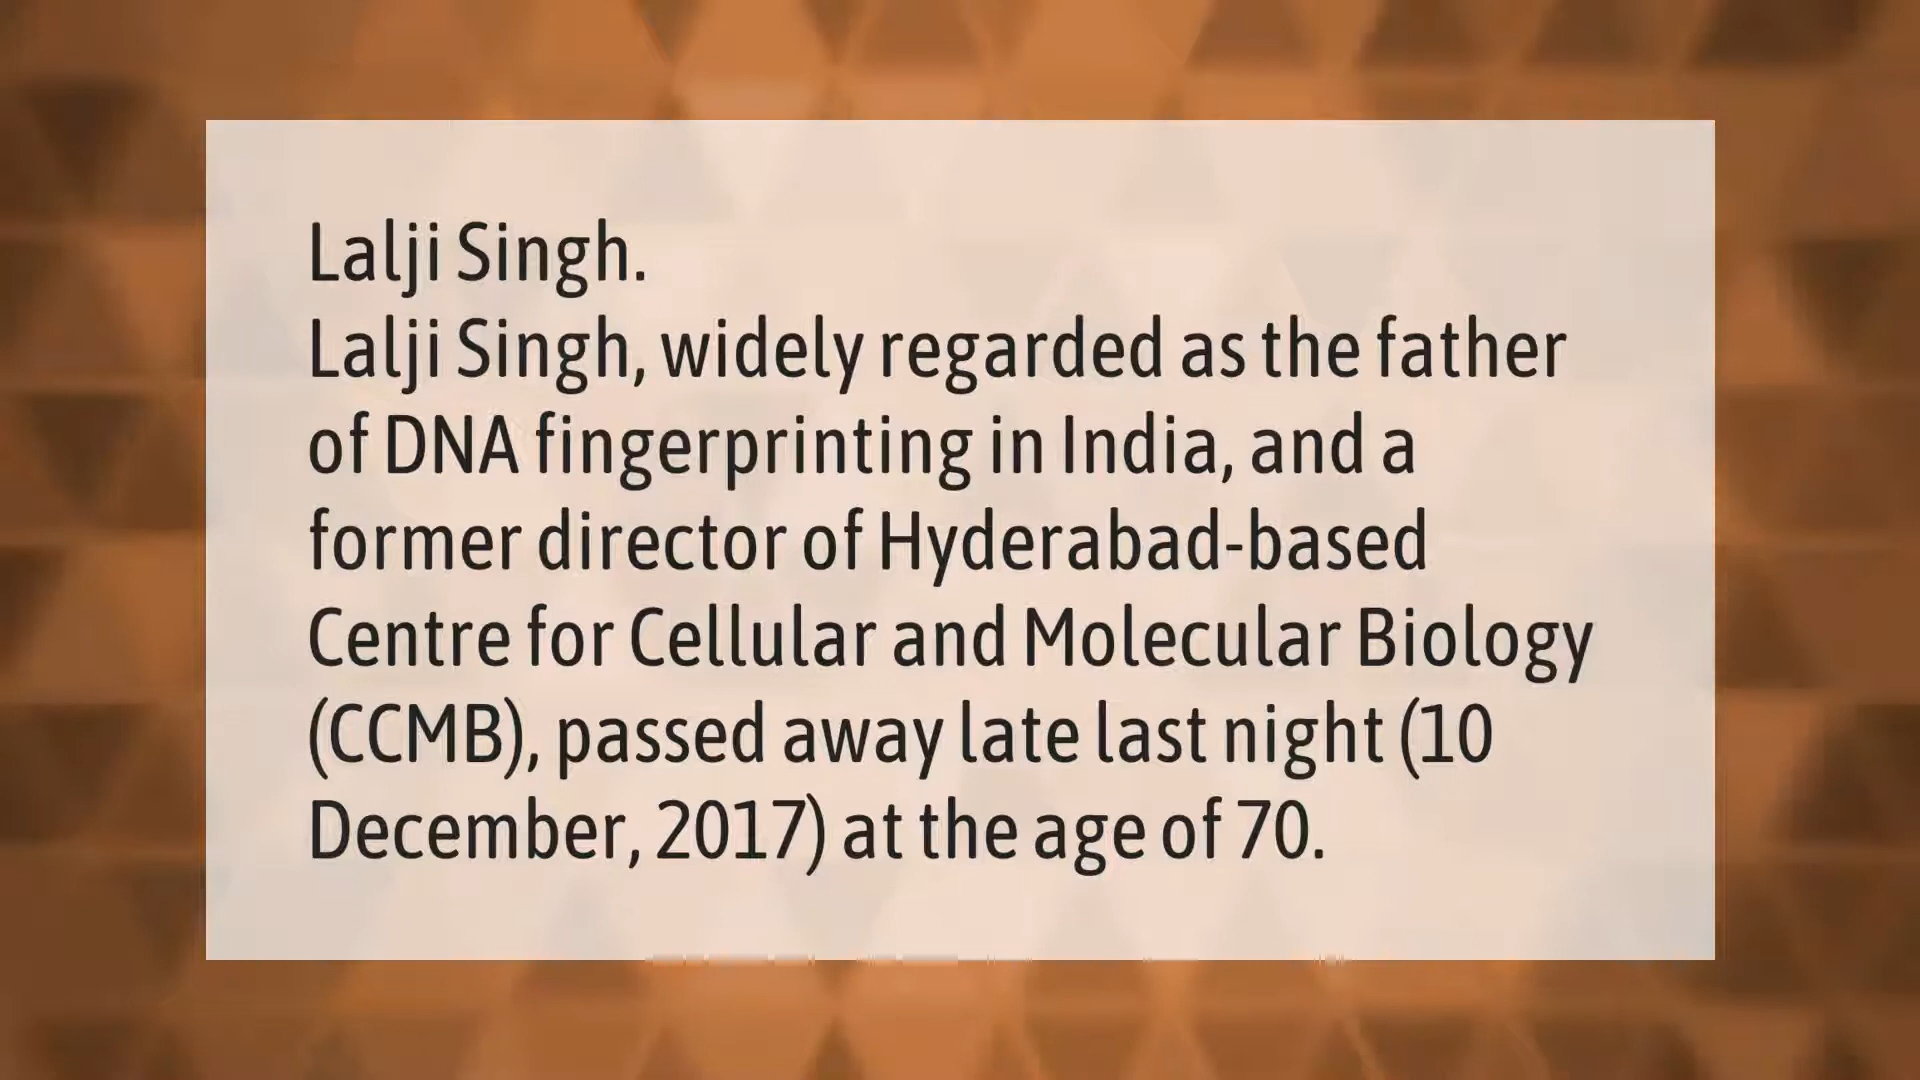 Lalji Singh.
Lalji Singh, widely regarded as the father
of DNA fingerprinting in India, and a
former director of Hyderabad-based
Centre for Cellular and Molecular Biology
(CCMB), passed away late last night (10
December, 2017) at the age of 70.